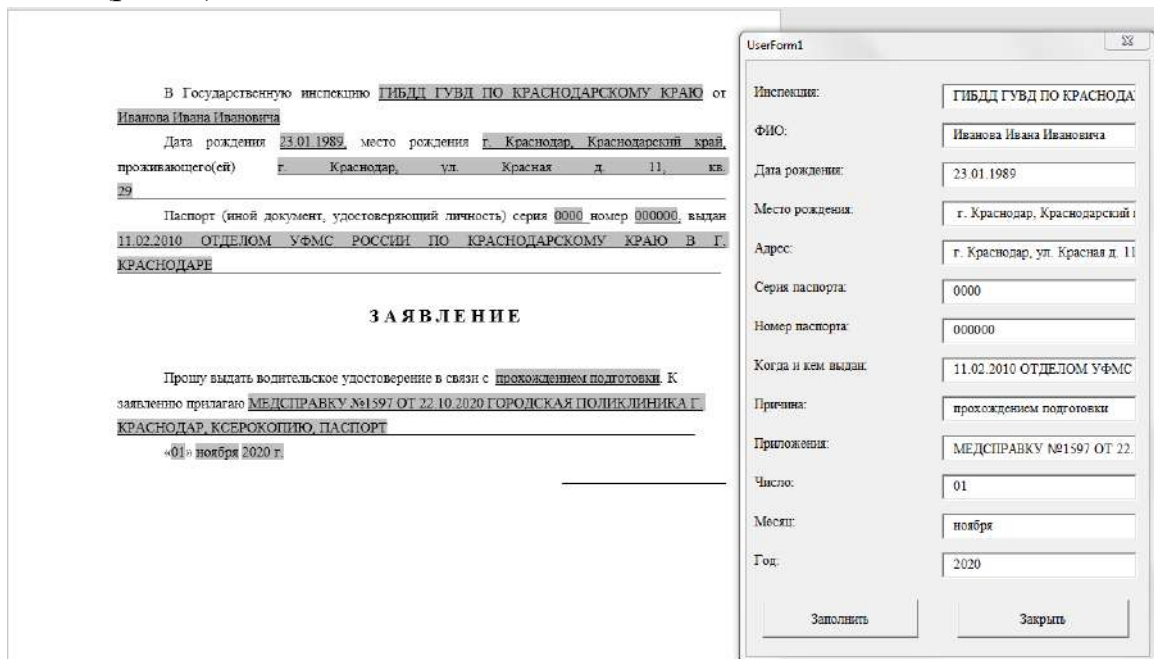 В Государственную инспекцию ГИБДД ГУВД ПО КРАСНОДАРСКОМУ КРАЮ от
Иванова Ивана Ивановича
Дата рождения 23.01.1989, место рождения г. Краснодар, Краснодарский край,
проживающего(ей) г. Краснодар, ул. Красная д. 11, кв.
29
Паспорт (иной документ, удостоверяющий личность) серия 0000 номер 000000, выдан
11.02.2010 ОТДЕЛОМ УФМС РОССИИ ПО КРАСНОДАРСКОМУ КРАЮ В Г.
КРАСНОДАРЕ
ЗАЯВЛЕНИЕ
Прошу выдать водительское удостоверение в связи с прохождением подготовки. К
заявлению прилагаю МЕДСПРАВКУ №1597 ОТ 22.10.2020 ГОРОДСКАЯ ПОЛИКЛИНИКА Г.
КРАСНОДАР, КСЕРОКОПИЮ, ПАСПОРТ
«01» ноября 2020 г.
UserForm1
Инспекция: ГИБДД ГУВД ПО КРАСНОДА
ФИО: Иванова Ивана Ивановича
Дата рождения: 23.01.1989
Место рождения: г. Краснодар, Краснодарский
Адрес: г. Краснодар, ул. Красная д. 11
Серия паспорта: 0000
Номер паспорта: 000000
Когда и кем выдан: 11.02.2010 ОТДЕЛОМ УФМС
Причина: прохождением подготовки
Приложения: МЕДСПРАВКУ №1597 ОТ 22.
Число: 01
Месяц: ноября
Год: 2020
Заполнить Закрыть